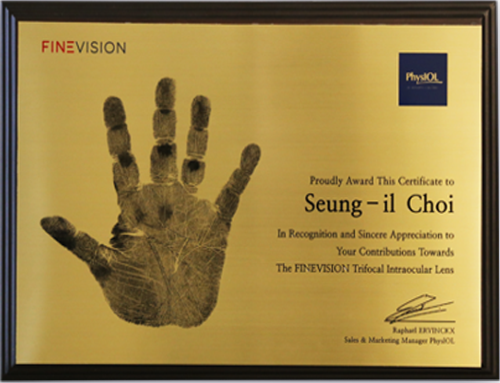 FINEVISION
PhysIOL
Proudly Award This Certificate to
Seung-il Choi
In Recognition and Sincere Appreciation to
Your Contributions Towards
The FINEVISION Trifocal Intraocular Lens
Raphael ERYINCKX
Sales & Marketing Manager PhysIOL